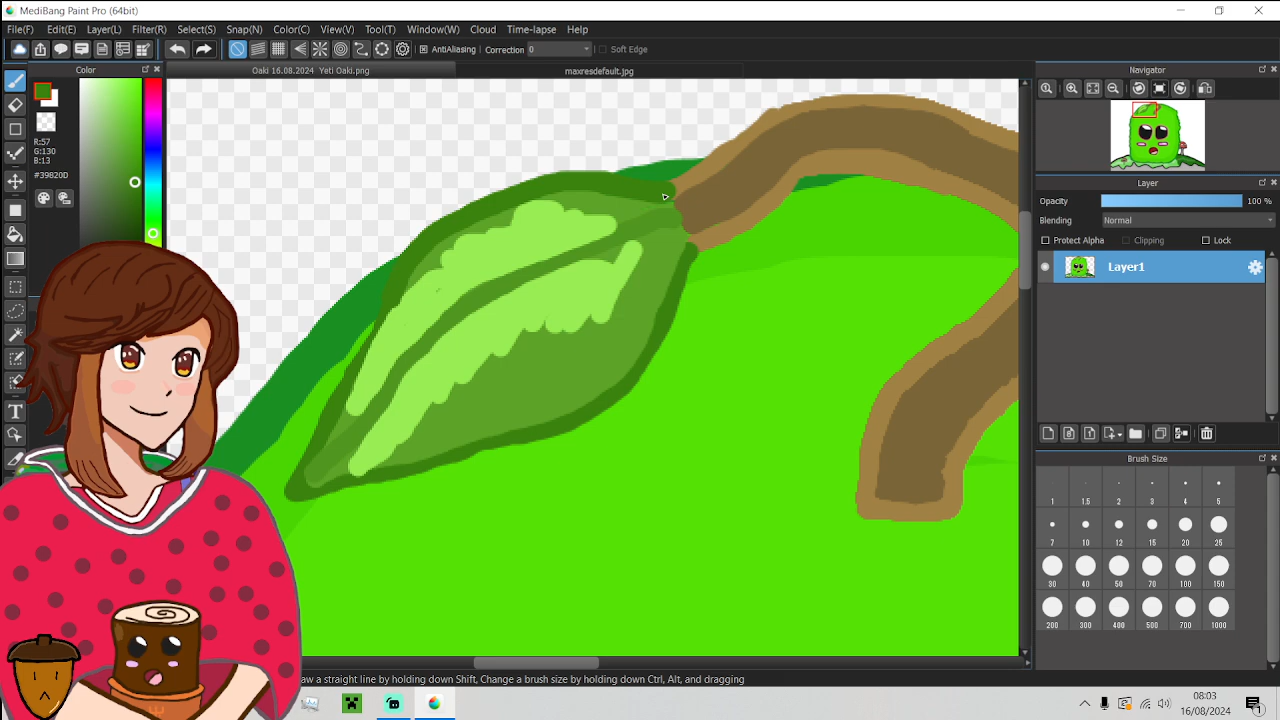 MediBang Paint Pro (64bit)
File(F) Edit(E) Layer(L) Filter(R) Select(S) Snap(N) Color(C) View(V) Tool(T) Window(W) Cloud Time-lapse Help
AntiAliasing Correction 0 Soft Edge
Color
Oaki 16.08.2024 Yeti Oaki.png
maxresdefault.jpg
Navigator
R:57
G:130
B:13
#39820D
T
Layer
Opacity 100 %
Blending Normal
Protect Alpha Clipping Lock
Layer1
Brush Size
1 1.5 2 3 4 5
7 10 12 15 20 25
30 40 50 70 100 150
200 300 400 500 700 1000
aw a straight line by holding down Shift, Change a brush size by holding down Ctrl, Alt, and dragging
08:03
16/08/2024
1